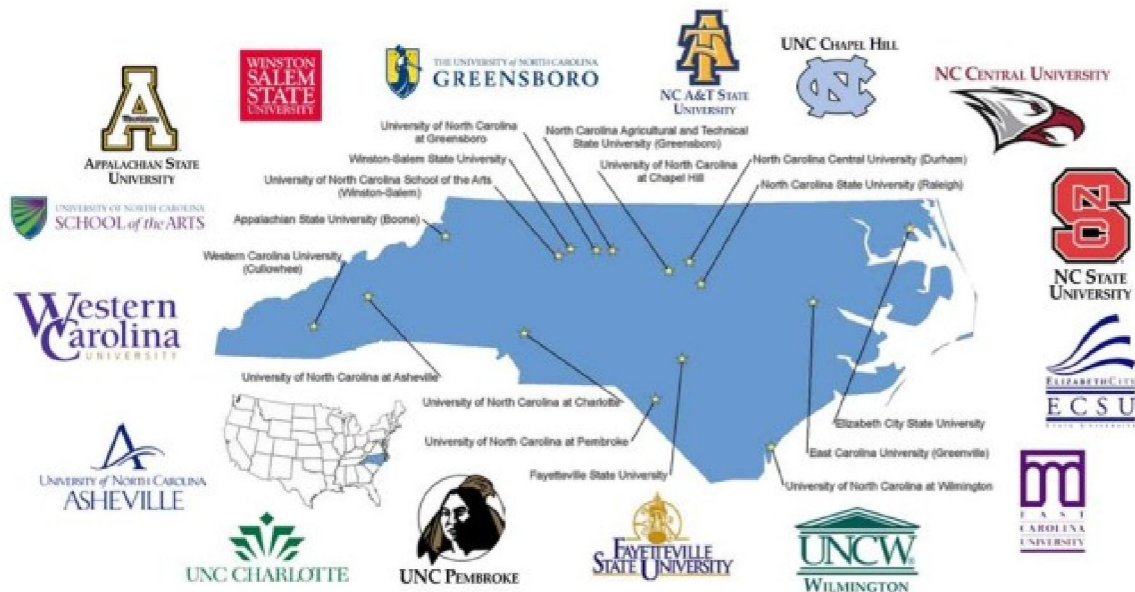 WINSTON
SALEM
STATE
UNIVERSITY
THE UNIVERSITY of NORTH CAROLINA
GREENSBORO
NC A&T STATE
UNIVERSITY
UNC CHAPEL HILL
NC
NC CENTRAL UNIVERSITY
A
APPALACHIAN STATE
UNIVERSITY
University of North Carolina
at Greensboro
North Carolina Agricultural and Technical
State University (Greensboro)
Winston-Salem State University
University of North Carolina
at Chapel Hill
North Carolina Central University (Durham)
University of North Carolina School of the Arts
(Winston-Salem)
North Carolina State University (Raleigh)
UNIVERSITY OF NORTH CAROLINA
SCHOOL of the ARTS
Appalachian State University (Boone)
Western Carolina University
(Cullowhee)
NC STATE
UNIVERSITY
Western
Carolina
UNIVERSITY
University of North Carolina at Asheville
University of North Carolina at Charlotte
University of North Carolina at Pembroke
Fayetteville State University
Elizabeth City State University
East Carolina University (Greenville)
University of North Carolina at Wilmington
ELIZABETH CITY
ECSU
STATE UNIVERSITY
UNIVERSITY OF NORTH CAROLINA
ASHEVILLE
EAST
CAROLINA
UNIVERSITY
UNC CHARLOTTE
UNC PEMBROKE
FAYETTEVILLE
STATE UNIVERSITY
UNCW
WILMINGTON